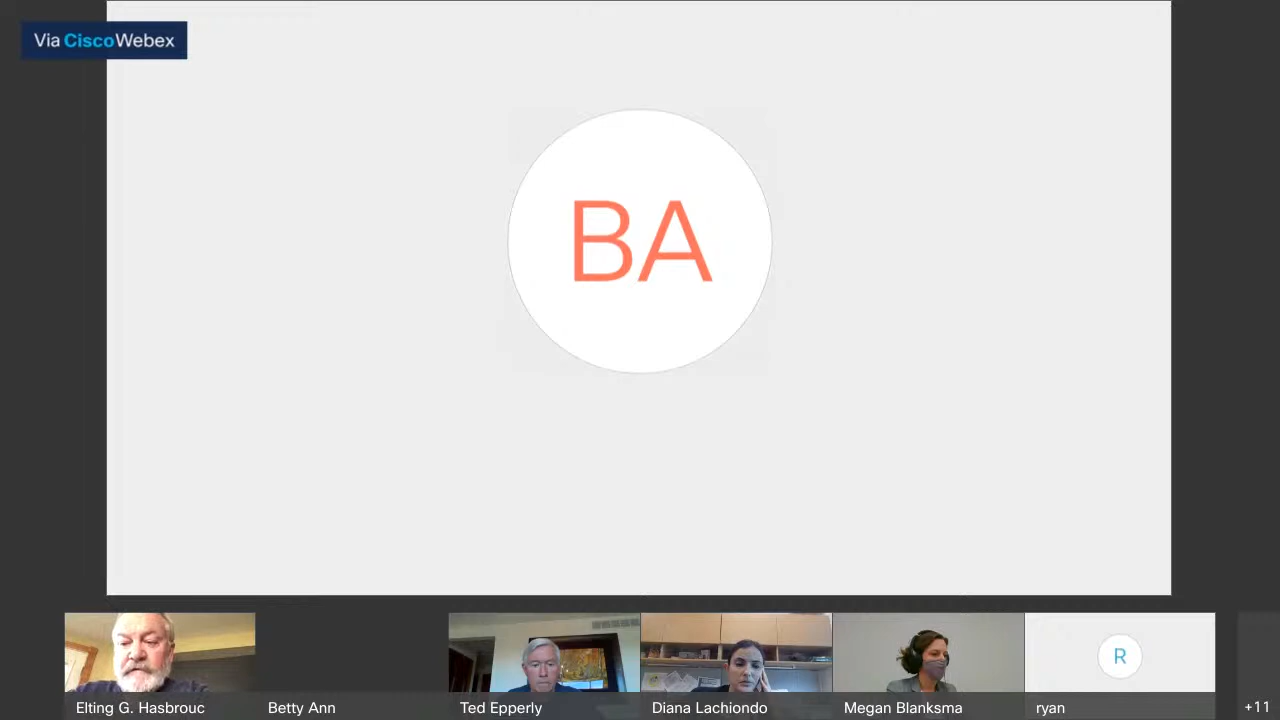 Via CiscoWebex
BA
R
Elting G. Hasbrouc
Betty Ann
Ted Epperly
Diana Lachiondo
Megan Blanksma
ryan
+11